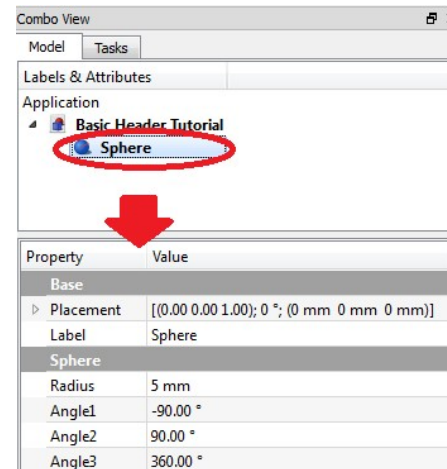 Combo View
Model Tasks
Labels & Attributes
Application
Basic Header Tutorial
Sphere
Property Value
Base
Placement [(0.00 0.00 1.00); 0 °; (0 mm 0 mm 0 mm)]
Label Sphere
Sphere
Radius 5 mm
Angle1 -90.00 °
Angle2 90.00 °
Angle3 360.00 °